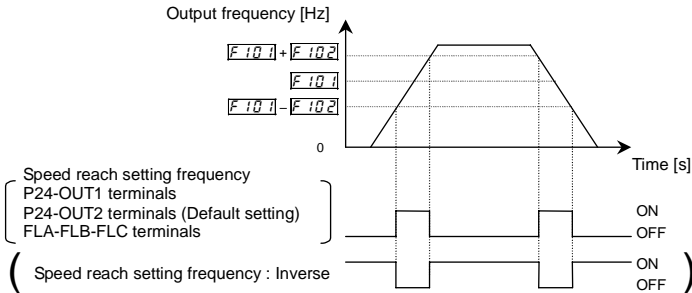 Output frequency [Hz]
F101 + F102
F101
F101 − F102
0
Time [s]
Speed reach setting frequency
P24-OUT1 terminals
P24-OUT2 terminals (Default setting)
FLA-FLB-FLC terminals
ON
OFF
Speed reach setting frequency : Inverse
ON
OFF